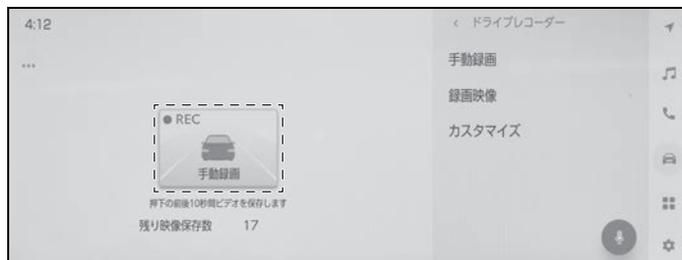 4:12
...
● REC
手動録画
押下の前後10秒間ビデオを保存します
残り映像保存数 17
< ドライブレコーダー
手動録画
録画映像
カスタマイズ